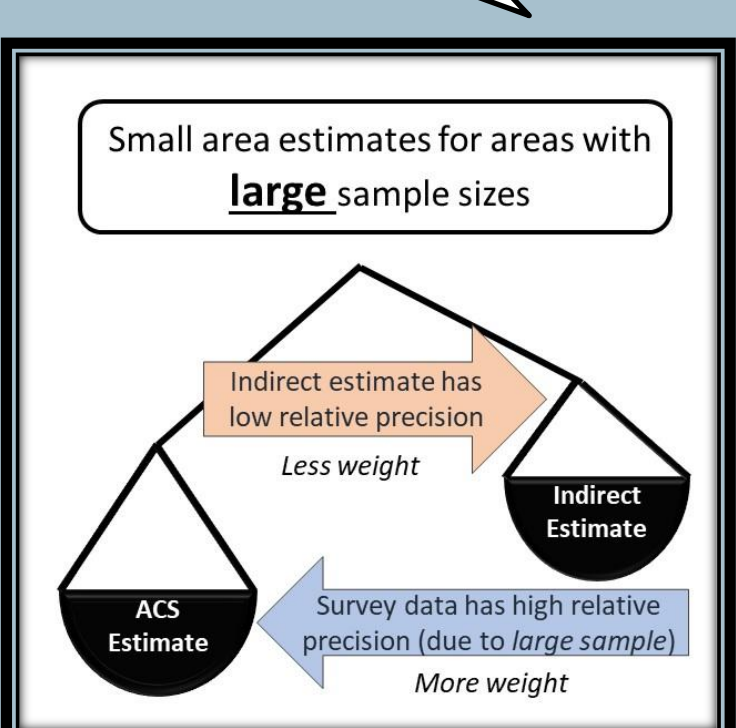 Small area estimates for areas with
large sample sizes
Indirect estimate has
low relative precision
Less weight
Indirect
Estimate
ACS
Estimate
Survey data has high relative
precision (due to large sample)
More weight